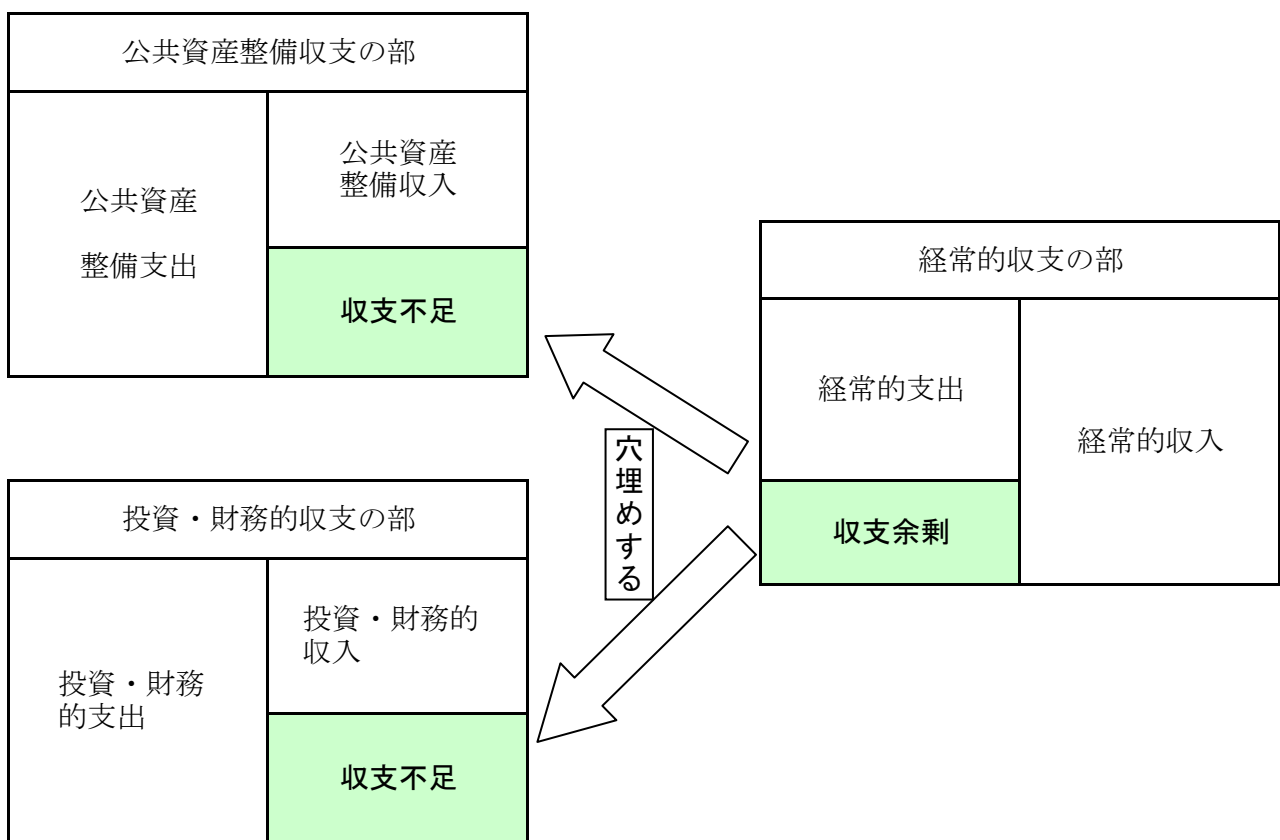 公共資産整備収支の部
公共資産
整備支出
公共資産
整備収入
収支不足
経常的収支の部
経常的支出
収支余剰
経常的収入
穴埋めする
投資・財務的収支の部
投資・財務
的支出
投資・財務的
収入
収支不足